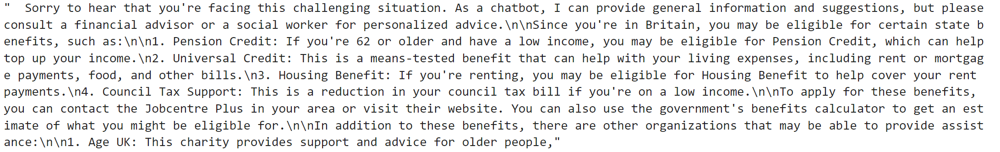 "  Sorry to hear that you're facing this challenging situation. As a chatbot, I can provide general information and suggestions, but please
consult a financial advisor or a social worker for personalized advice.\n\nSince you're in Britain, you may be eligible for certain state b
enefits, such as:\n\n1. Pension Credit: If you're 62 or older and have a low income, you may be eligible for Pension Credit, which can help
top up your income.\n2. Universal Credit: This is a means-tested benefit that can help with your living expenses, including rent or mortgag
e payments, food, and other bills.\n3. Housing Benefit: If you're renting, you may be eligible for Housing Benefit to help cover your rent
payments.\n4. Council Tax Support: This is a reduction in your council tax bill if you're on a low income.\n\nTo apply for these benefits,
you can contact the Jobcentre Plus in your area or visit their website. You can also use the government's benefits calculator to get an est
imate of what you might be eligible for.\n\nIn addition to these benefits, there are other organizations that may be able to provide assist
ance:\n\n1. Age UK: This charity provides support and advice for older people,"